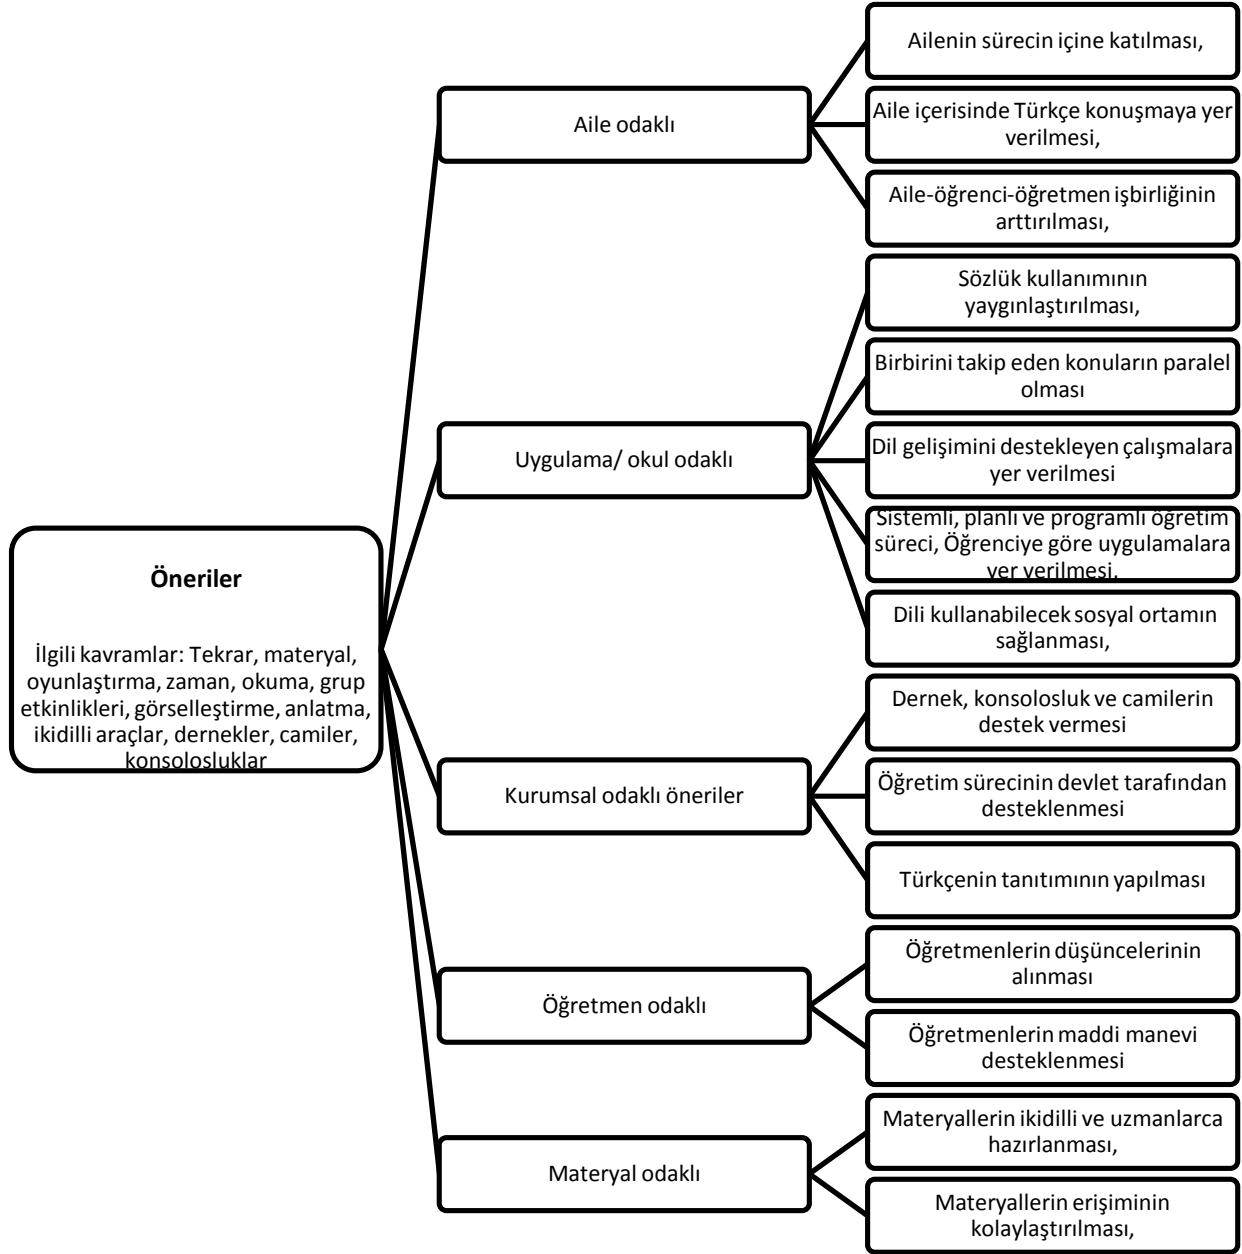 Öneriler
İlgili kavramlar: Tekrar, materyal,
oyunlaştırma, zaman, okuma, grup
etkinlikleri, görselleştirme, anlatma,
ikidilli araçlar, dernekler, camiler,
konsolosluklar
Aile odaklı
Ailenin sürecin içine katılması,
Aile içerisinde Türkçe konuşmaya yer
verilmesi,
Aile-öğrenci-öğretmen işbirliğinin
arttırılması,
Uygulama/ okul odaklı
Sözlük kullanımının
yaygınlaştırılması,
Birbirini takip eden konuların paralel
olması
Dil gelişimini destekleyen çalışmalara
yer verilmesi
Sistemli, planlı ve programlı öğretim
süreci, Öğrenciye göre uygulamalara
yer verilmesi,
Dili kullanabilecek sosyal ortamın
sağlanması,
Kurumsal odaklı öneriler
Dernek, konsolosluk ve camilerin
destek vermesi
Öğretim sürecinin devlet tarafından
desteklenmesi
Türkçenin tanıtımının yapılması
Öğretmen odaklı
Öğretmenlerin düşüncelerinin
alınması
Öğretmenlerin maddi manevi
desteklenmesi
Materyal odaklı
Materyallerin ikidilli ve uzmanlarca
hazırlanması,
Materyallerin erişiminin
kolaylaştırılması,